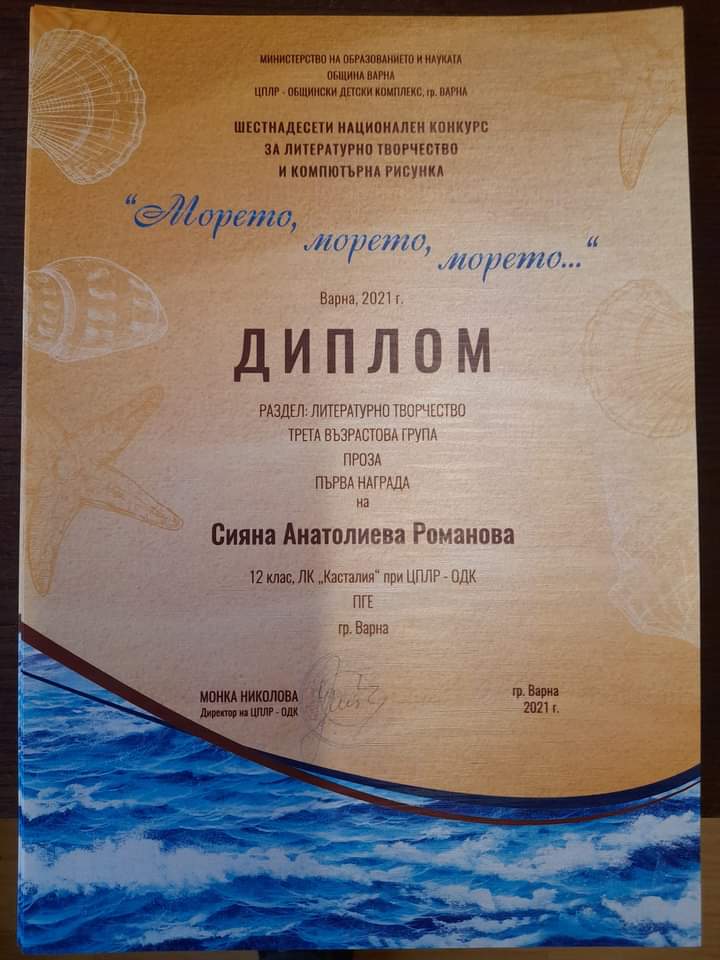 МИНИСТЕРСТВО НА ОБРАЗОВАНИЕТО И НАУКАТА
ОБЩИНА ВАРНА
ЦПЛР - ОБЩИНСКИ ДЕТСКИ КОМПЛЕКС, гр. ВАРНА
ШЕСТНАДЕСЕТИ НАЦИОНАЛЕН КОНКУРС
ЗА ЛИТЕРАТУРНО ТВОРЧЕСТВО
И КОМПЮТЪРНА РИСУНКА
“Морето,
морето,
морето...“
Варна, 2021 г.
ДИПЛОМ
РАЗДЕЛ: ЛИТЕРАТУРНО ТВОРЧЕСТВО
ТРЕТА ВЪЗРАСТОВА ГРУПА
ПРОЗА
ПЪРВА НАГРАДА
на
Сияна Анатолиева Романова
12 клас, ЛК „Касталия“ при ЦПЛР - ОДК
ПГЕ
гр. Варна
МОНКА НИКОЛОВА
Директор на ЦПЛР - ОДК
гр. Варна
2021 г.